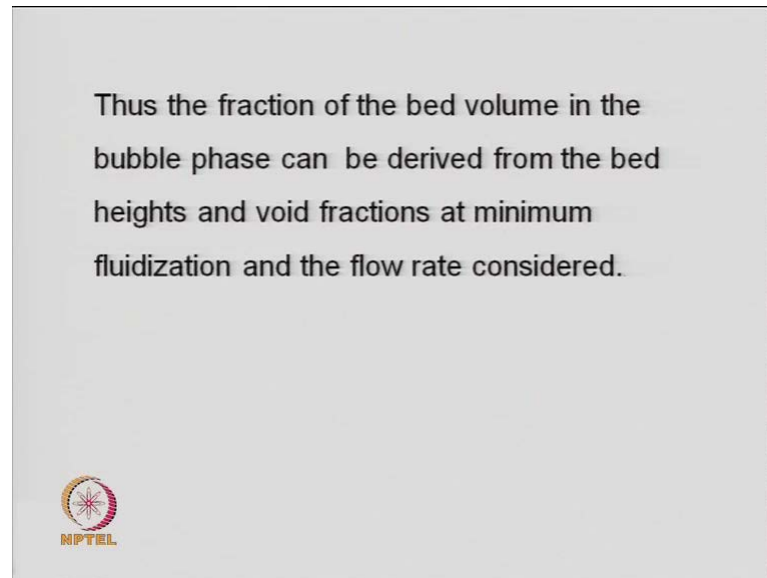 Thus the fraction of the bed volume in the
bubble phase can be derived from the bed
heights and void fractions at minimum
fluidization and the flow rate considered.
NPTEL